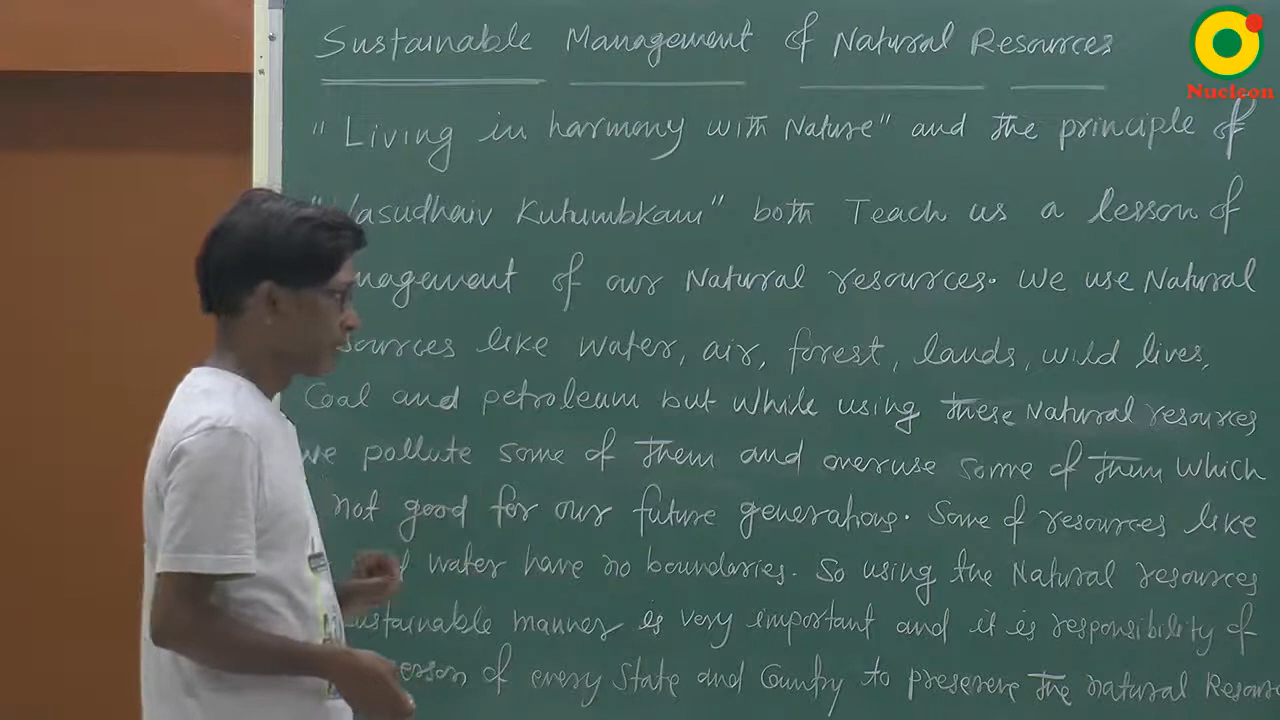 Sustainable Management of Natural Resources
Nucleon
" Living in harmony with Nature" and the principle of
"Vasudhaiv Kutumbkam" both Teach us a lesson of
nagement of our Natural resources. We use Natural
sources like water, air, forest, lands, wild lives,
Coal and petroleum but while using these Natural resources
we pollute some of them and overuse some of them which
not good for our future generations. Some of resources like
water have no boundaries. So using the Natural resources
sustainable manner is very important and it is responsibility of
erson of every State and Country to preserve the natural Resour